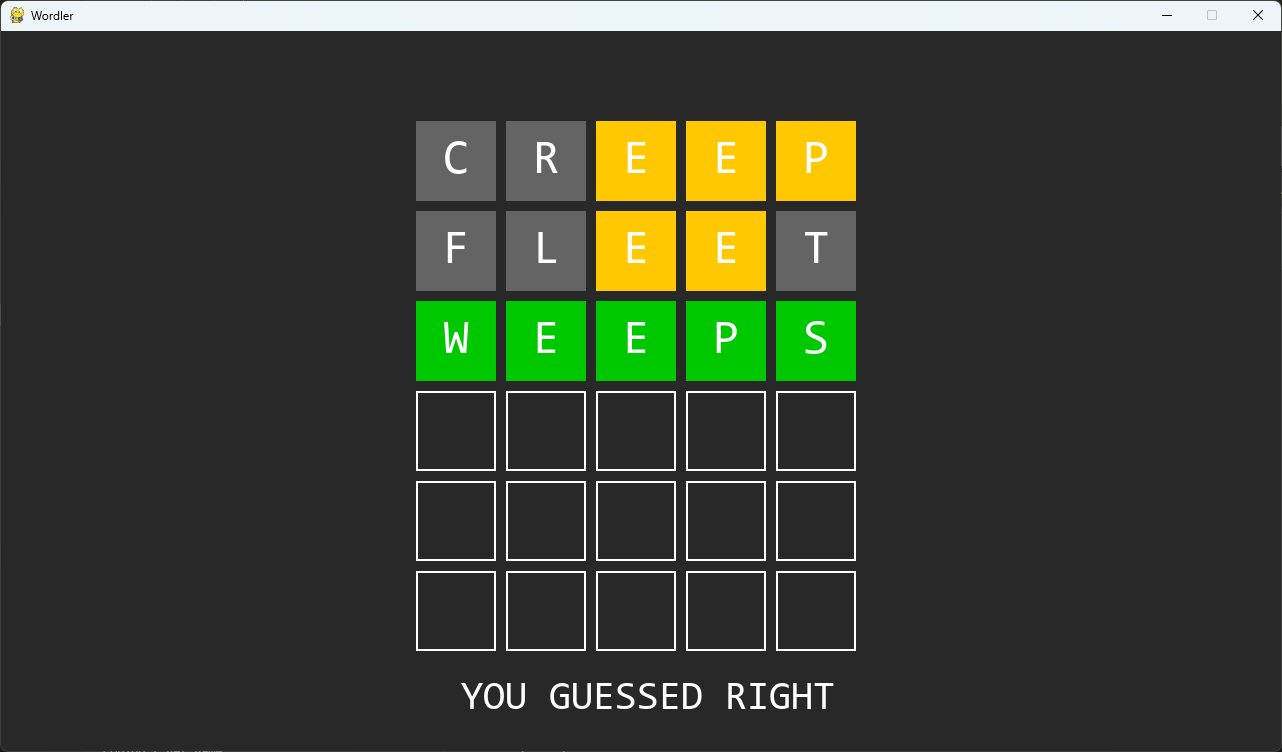 Wordler
C R E E P
F L E E T
W E E P S
YOU GUESSED RIGHT